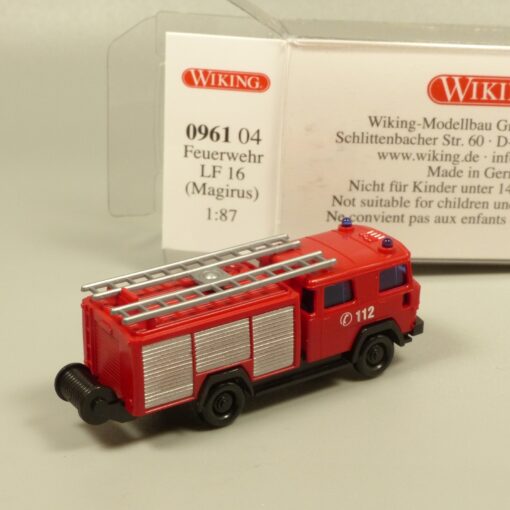 WIKING
0961 04
Feuerwehr
LF 16
(Magirus)
1:87
WIKING
Wiking-Modellbau G
Schlittenbacher Str. 60 · D-
www.wiking.de · inf
Made in Ger
Nicht für Kinder unter 14
Not suitable for children un
Ne convient pas aux enfants
112